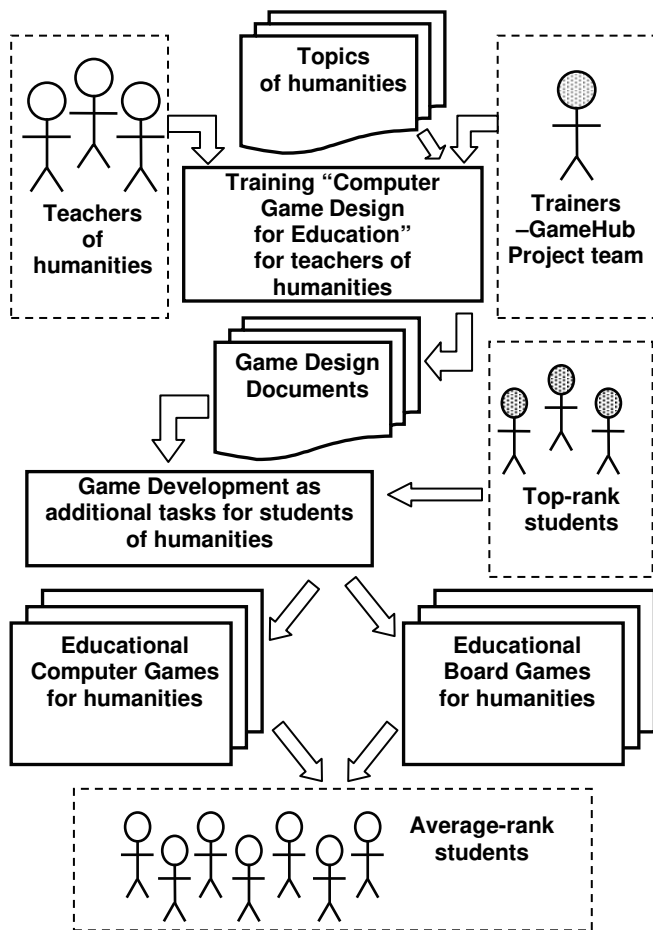 Topics
of humanities
Teachers
of
humanities
Training “Computer
Game Design
for Education”
for teachers of
humanities
Trainers
–GameHub
Project team
Game Design
Documents
Game Development as
additional tasks for students
of humanities
Top-rank
students
Educational
Computer Games
for humanities
Educational
Board Games
for humanities
Average-rank
students